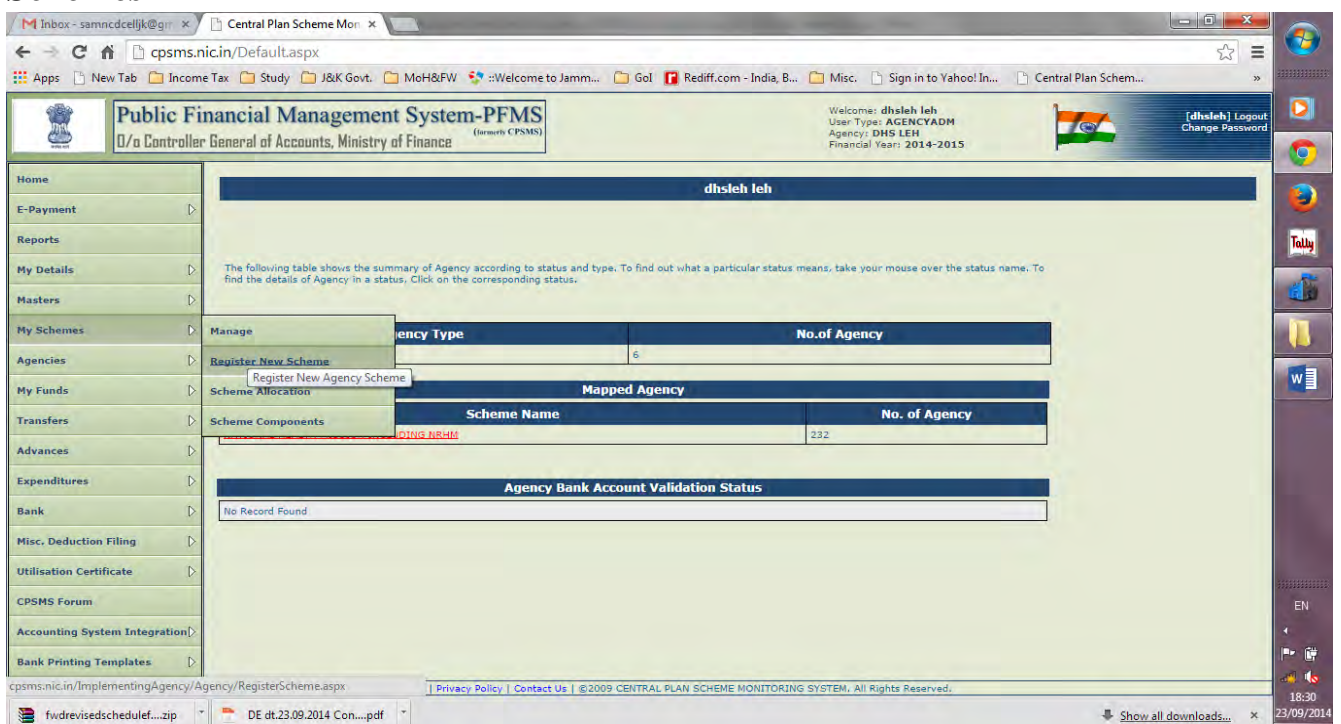 Inbox - samncdcelljk@gm
Central Plan Scheme Mon
cpsms.nic.in/Default.aspx
Apps
New Tab
Income Tax
Study
J&K Govt.
MoH&FW
::Welcome to Jamm...
GoI
Rediff.com - India, B...
Misc.
Sign in to Yahoo! In...
Central Plan Schem...
»
Public Financial Management System-PFMS
(formerly CPSMS)
O/o Controller General of Accounts, Ministry of Finance
Welcome: dhsleh leh
User Type: AGENCYADM
Agency: DHS LEH
Financial Year: 2014-2015
[dhsleh] Logout
Change Password
Home
E-Payment
Reports
My Details
Masters
My Schemes
Agencies
My Funds
Transfers
Advances
Expenditures
Bank
Misc. Deduction Filing
Utilisation Certificate
CPSMS Forum
Accounting System Integration
Bank Printing Templates
Manage
Register New Scheme
Register New Agency Scheme
Scheme Allocation
Scheme Components
dhsleh leh
The following table shows the summary of Agency according to status and type. To find out what a particular status means, take your mouse over the status name. To
find the details of Agency in a status, Click on the corresponding status.
ency Type
No.of Agency
6
Mapped Agency
Scheme Name
No. of Agency
DING NRHM
232
Agency Bank Account Validation Status
No Record Found
cpsms.nic.in/ImplementingAgency/Agency/RegisterScheme.aspx
| Privacy Policy | Contact Us | ©2009 CENTRAL PLAN SCHEME MONITORING SYSTEM, All Rights Reserved.
fwdrevisedschedulef....zip
DE dt.23.09.2014 Con....pdf
Show all downloads...
Tally
W
EN
18:30
23/09/2014